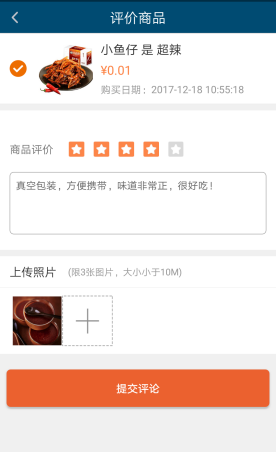 评价商品
小鱼仔 是 超辣
¥0.01
购买日期：2017-12-18 10:55:18
商品评价
真空包装，方便携带，味道非常正，很好吃！
上传照片 (限3张图片，大小小于10M)
提交评论